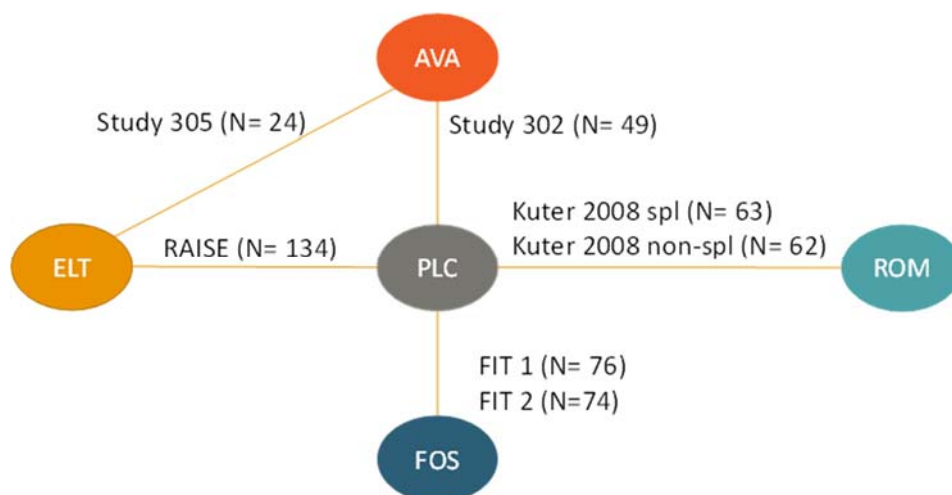 AVA
Study 305 (N= 24)
Study 302 (N= 49)
Kuter 2008 spl (N= 63)
Kuter 2008 non-spl (N= 62)
RAISE (N= 134)
ELT
PLC
ROM
FIT 1 (N= 76)
FIT 2 (N=74)
FOS